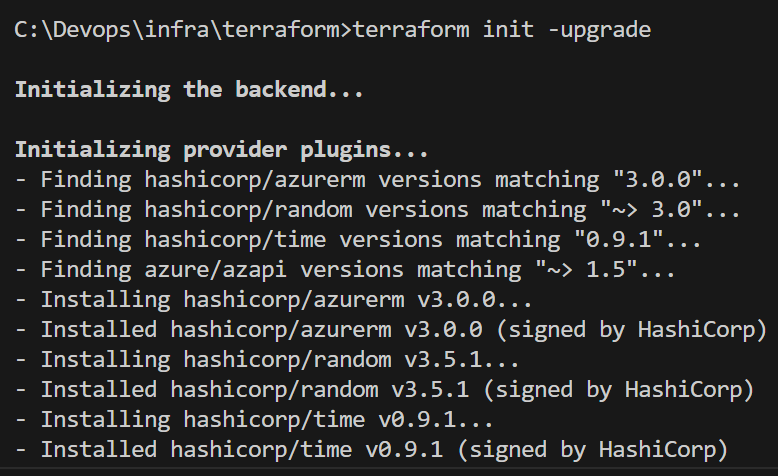 C:\Devops\infra\terraform>terraform init -upgrade
Initializing the backend...
Initializing provider plugins...
- Finding hashicorp/azurerm versions matching "3.0.0"...
- Finding hashicorp/random versions matching "~> 3.0"...
- Finding hashicorp/time versions matching "0.9.1"...
- Finding azure/azapi versions matching "~> 1.5"...
- Installing hashicorp/azurerm v3.0.0...
- Installed hashicorp/azurerm v3.0.0 (signed by HashiCorp)
- Installing hashicorp/random v3.5.1...
- Installed hashicorp/random v3.5.1 (signed by HashiCorp)
- Installing hashicorp/time v0.9.1...
- Installed hashicorp/time v0.9.1 (signed by HashiCorp)